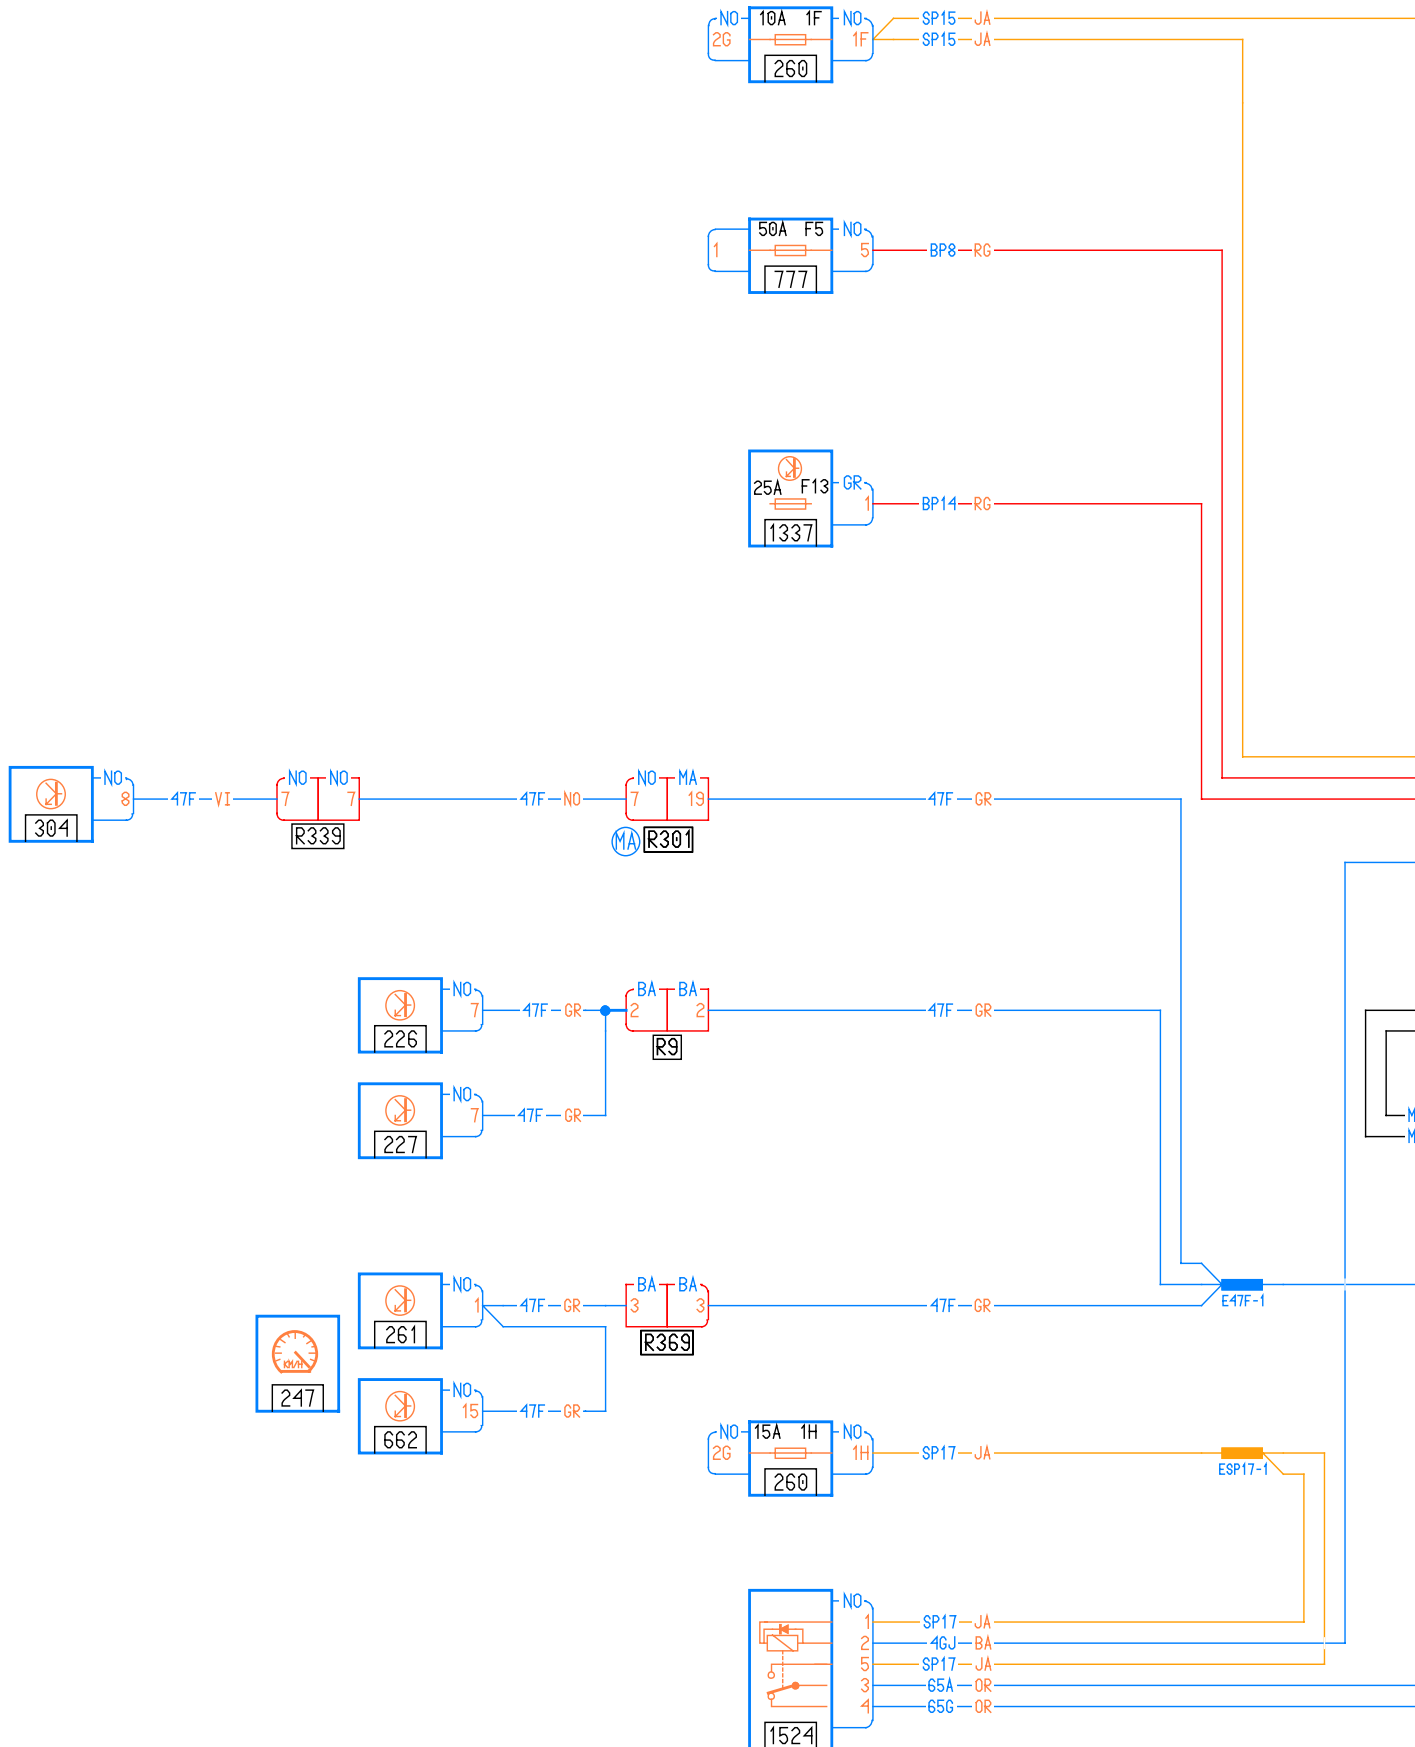 NO 10A 1F NO SP15 JA
2G 1F SP15 JA
260
50A F5 NO
1 5 BP8 RG
777
25A F13 GR
1 BP14 RG
1337
NO NO NO NO MA
8 47F VI 7 7 47F NO 7 19 47F GR
304 R339 MA R301
NO BA BA
7 47F GR 2 2 47F GR
226 R9
NO
7 47F GR
227
M
M
NO BA BA
1 47F GR 3 3 47F GR
E47F-1
261 R369
KM/H
247
NO
15 47F GR
662
NO 15A 1H NO
2G 1H SP17 JA
ESP17-1
260
NO
1 SP17 JA
2 4GJ BA
5 SP17 JA
3 65A OR
4 65G OR
1524